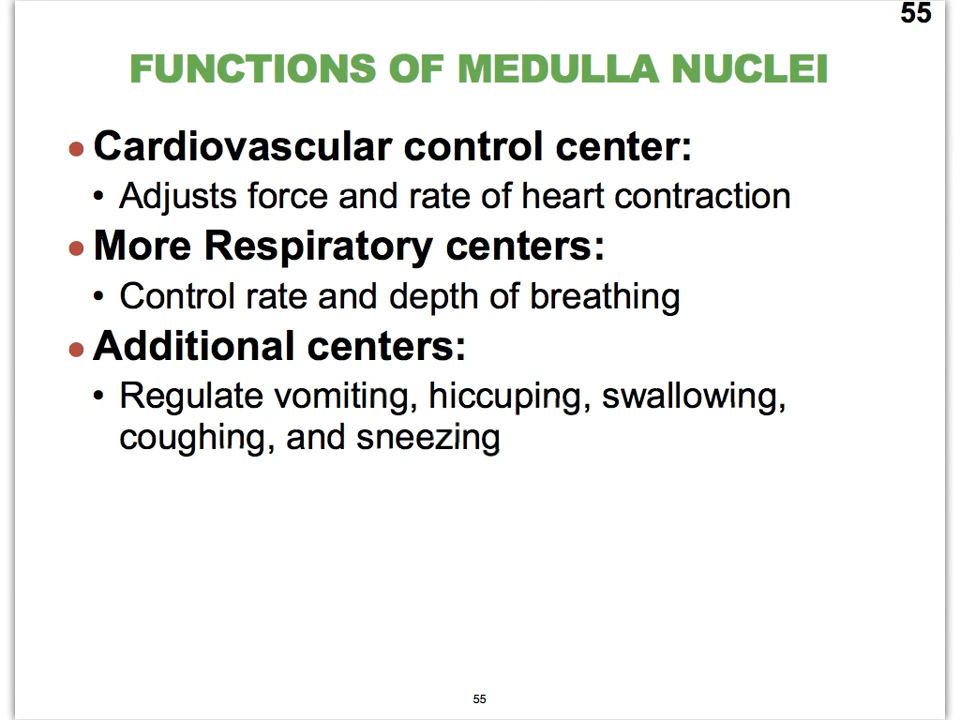 55
FUNCTIONS OF MEDULLA NUCLEI
• Cardiovascular control center:
• Adjusts force and rate of heart contraction
• More Respiratory centers:
• Control rate and depth of breathing
• Additional centers:
• Regulate vomiting, hiccuping, swallowing,
coughing, and sneezing
55